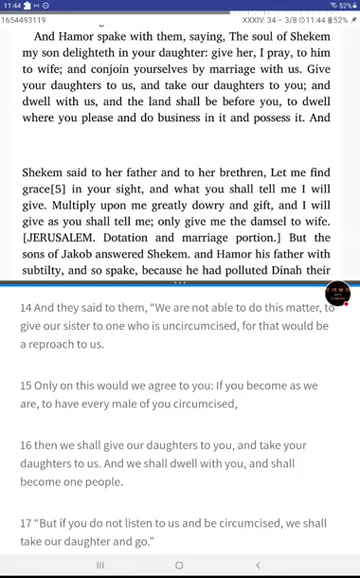 11:44
52%
1654493119
XXXIV. 34 – 3/8 11:44 52%
And Hamor spake with them, saying, The soul of Shekem
my son delighteth in your daughter: give her, I pray, to him
to wife; and conjoin yourselves by marriage with us. Give
your daughters to us, and take our daughters to you; and
dwell with us, and the land shall be before you, to dwell
where you please and do business in it and possess it. And
Shekem said to her father and to her brethren, Let me find
grace[5] in your sight, and what you shall tell me I will
give. Multiply upon me greatly dowry and gift, and I will
give as you shall tell me; only give me the damsel to wife.
[JERUSALEM. Dotation and marriage portion.] But the
sons of Jakob answered Shekem. and Hamor his father with
subtilty, and so spake, because he had polluted Dinah their
14 And they said to them, “We are not able to do this matter, to
give our sister to one who is uncircumcised, for that would be
a reproach to us.
15 Only on this would we agree to you: If you become as we
are, to have every male of you circumcised,
16 then we shall give our daughters to you, and take your
daughters to us. And we shall dwell with you, and shall
become one people.
17 “But if you do not listen to us and be circumcised, we shall
take our daughter and go.”